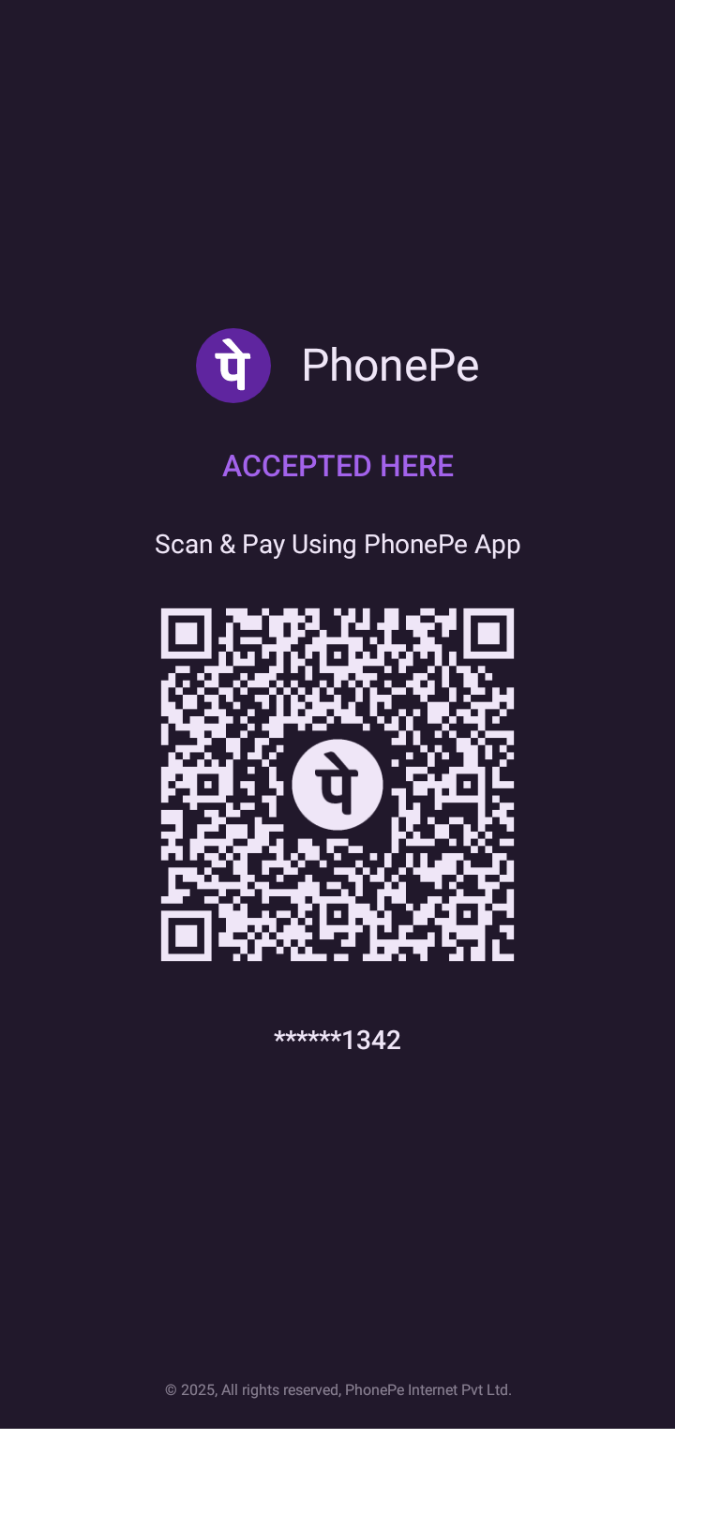 पे PhonePe
ACCEPTED HERE
Scan & Pay Using PhonePe App
पे
******1342
© 2025, All rights reserved, PhonePe Internet Pvt Ltd.